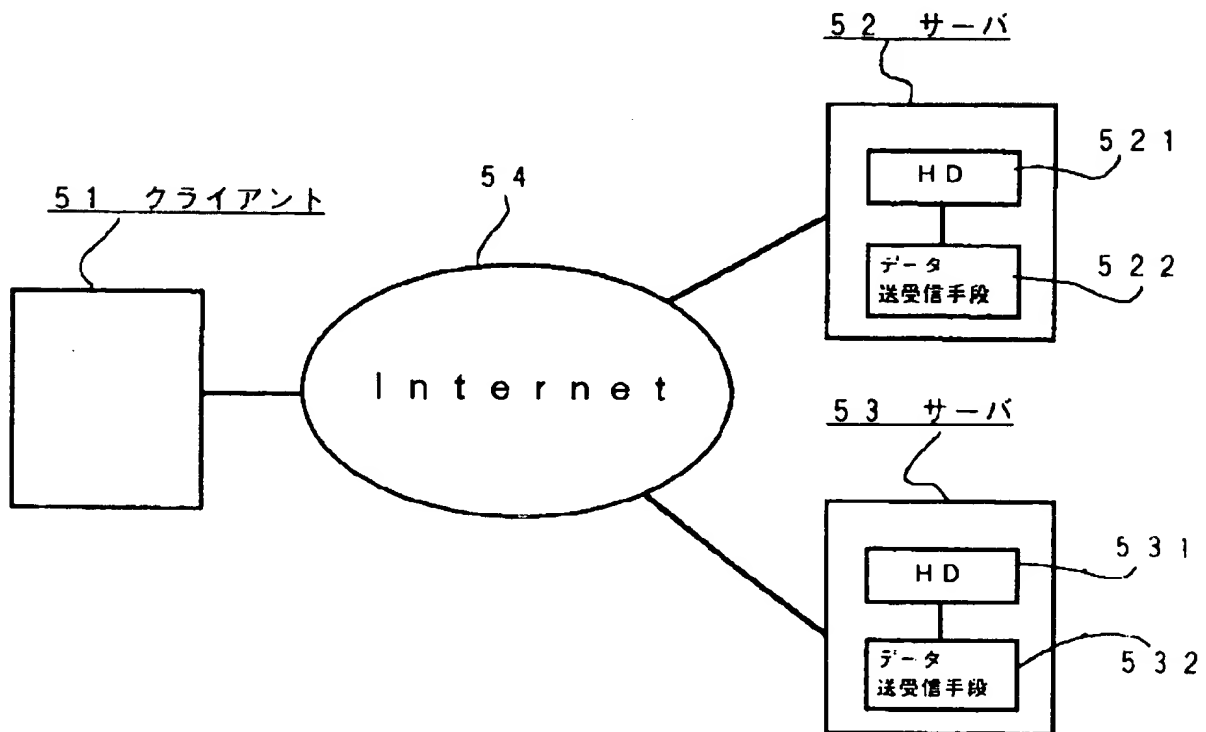 52 サーバ
521
HD
54
51 クライアント
データ
送受信手段
522
Internet
53 サーバ
531
HD
データ
送受信手段
532